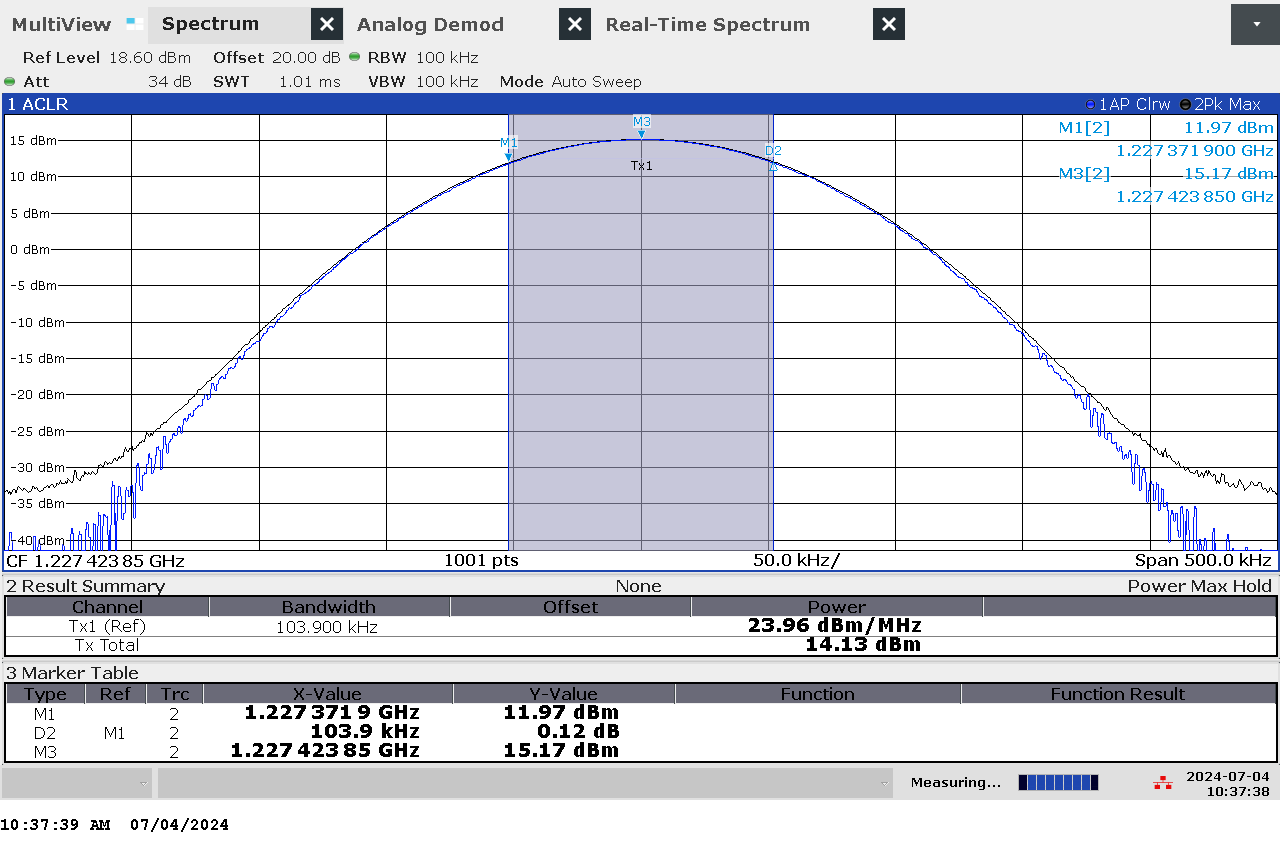 MultiView Spectrum Analog Demod Real-Time Spectrum
Ref Level 18.60 dBm Offset 20.00 dB RBW 100 kHz
Att 34 dB SWT 1.01 ms VBW 100 kHz Mode Auto Sweep
1 ACLR 1AP Clrw 2Pk Max
M1[2] 11.97 dBm
1.227 371 900 GHz
M3[2] 15.17 dBm
1.227 423 850 GHz
M3
M1
D2
Tx1
15 dBm
10 dBm
5 dBm
0 dBm
-5 dBm
-10 dBm
-15 dBm
-20 dBm
-25 dBm
-30 dBm
-35 dBm
-40 dBm
CF 1.227 423 85 GHz 1001 pts 50.0 kHz/ Span 500.0 kHz
2 Result Summary None Power Max Hold
Channel Bandwidth Offset Power
Tx1 (Ref) 103.900 kHz 23.96 dBm/MHz
Tx Total 14.13 dBm
3 Marker Table
Type Ref Trc X-Value Y-Value Function Function Result
M1 2 1.227 371 9 GHz 11.97 dBm
D2 M1 2 103.9 kHz 0.12 dB
M3 2 1.227 423 85 GHz 15.17 dBm
Measuring... 2024-07-04
10:37:38
10:37:39 AM 07/04/2024